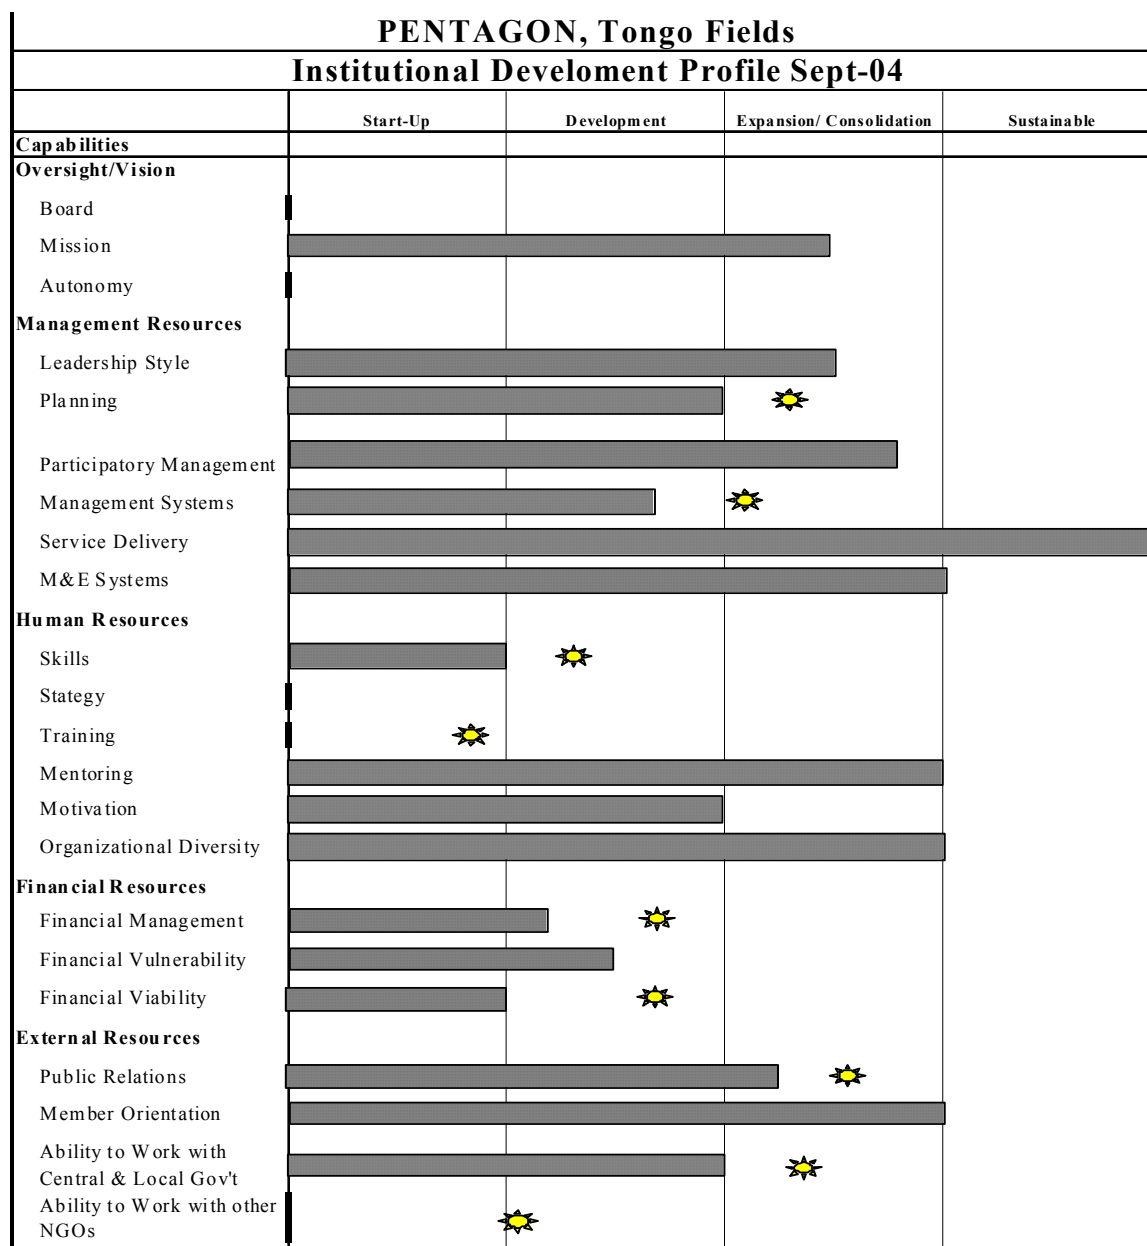 PENTAGON, Tongo Fields
Institutional Develoment Profile Sept-04
Start-Up Development Expansion/ Consolidation Sustainable
Capabilities
Oversight/Vision
Board
Mission
Autonomy
Management Resources
Leadership Style
Planning
Participatory Management
Management Systems
Service Delivery
M&E Systems
Human Resources
Skills
Stategy
Training
Mentoring
Motivation
Organizational Diversity
Financial Resources
Financial Management
Financial Vulnerability
Financial Viability
External Resources
Public Relations
Member Orientation
Ability to Work with
Central & Local Gov't
Ability to Work with other
NGOs